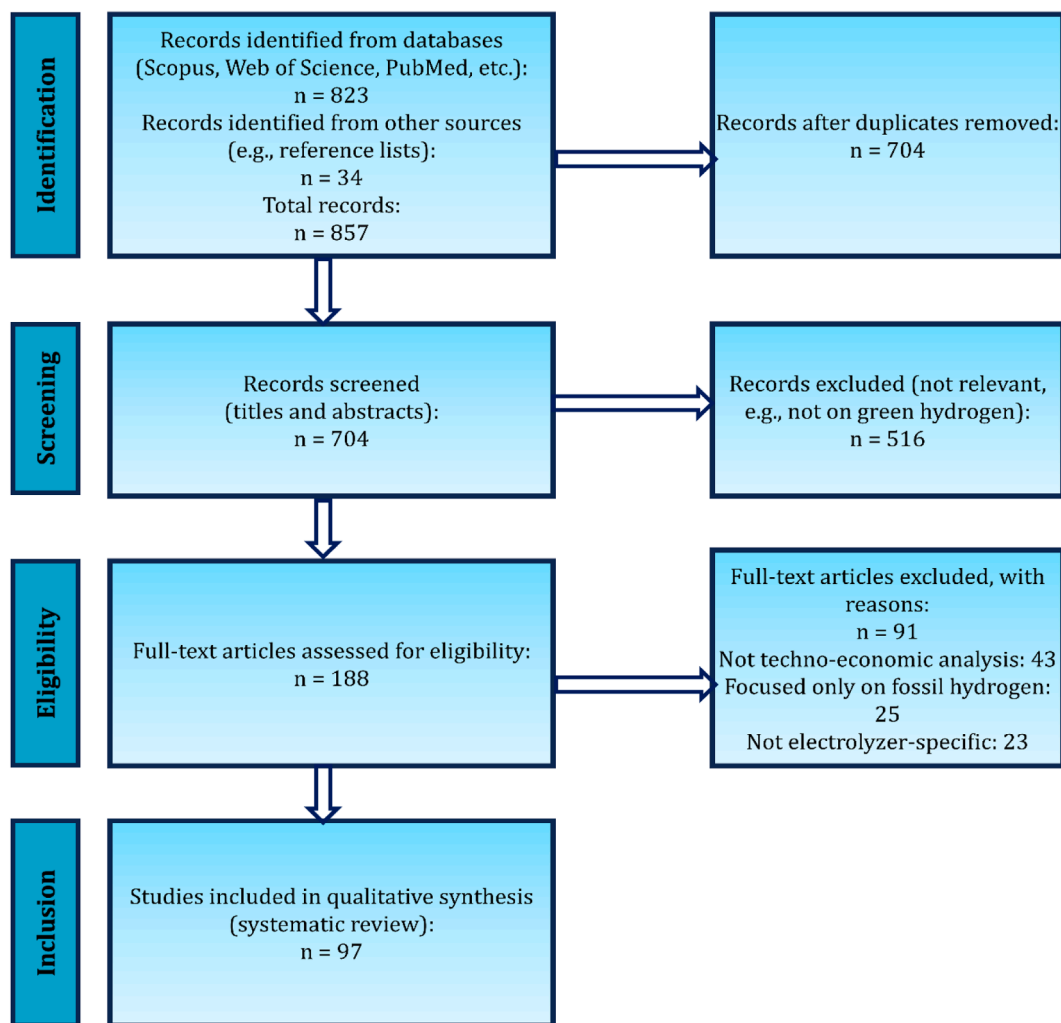 Identification
Records identified from databases
(Scopus, Web of Science, PubMed, etc.):
n = 823
Records identified from other sources
(e.g., reference lists):
n = 34
Total records:
n = 857
Records after duplicates removed:
n = 704
Screening
Records screened
(titles and abstracts):
n = 704
Records excluded (not relevant,
e.g., not on green hydrogen):
n = 516
Eligibility
Full-text articles assessed for eligibility:
n = 188
Full-text articles excluded, with
reasons:
n = 91
Not techno-economic analysis: 43
Focused only on fossil hydrogen:
25
Not electrolyzer-specific: 23
Inclusion
Studies included in qualitative synthesis
(systematic review):
n = 97